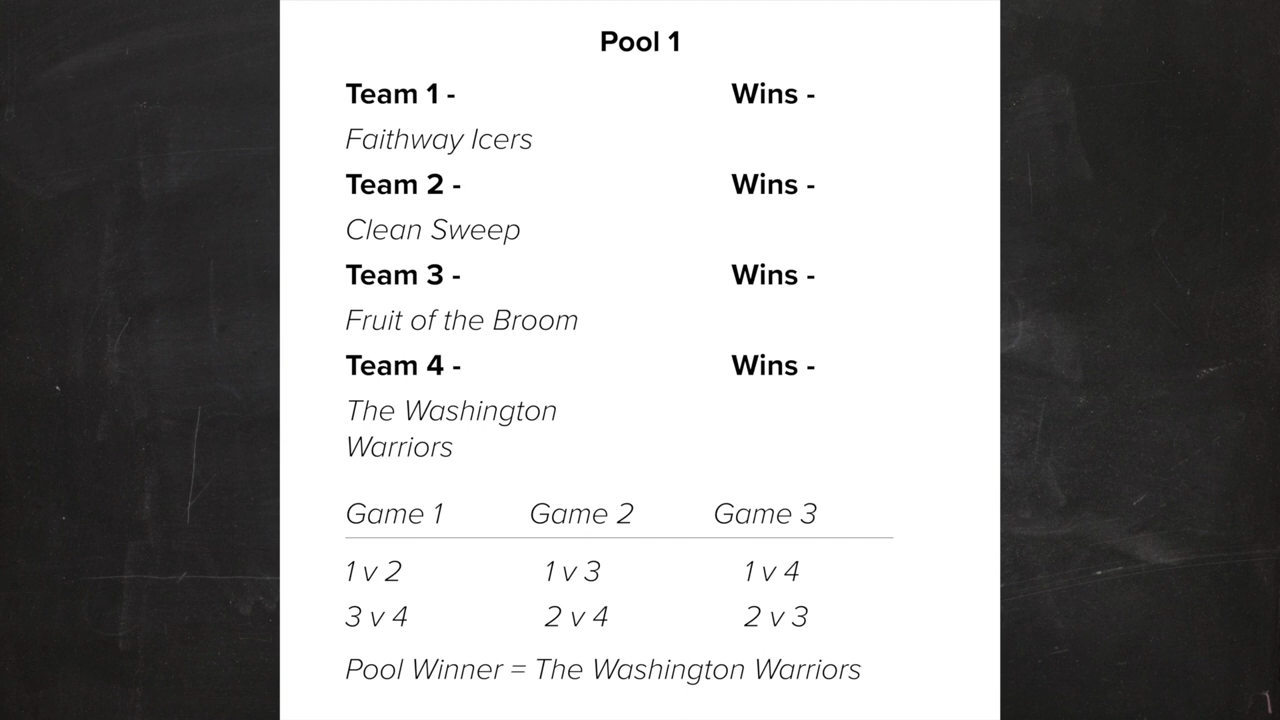 Pool 1
Team 1 - Wins -
Faithway Icers
Team 2 - Wins -
Clean Sweep
Team 3 - Wins -
Fruit of the Broom
Team 4 - Wins -
The Washington
Warriors
Game 1 Game 2 Game 3
1 v 2 1 v 3 1 v 4
3 v 4 2 v 4 2 v 3
Pool Winner = The Washington Warriors